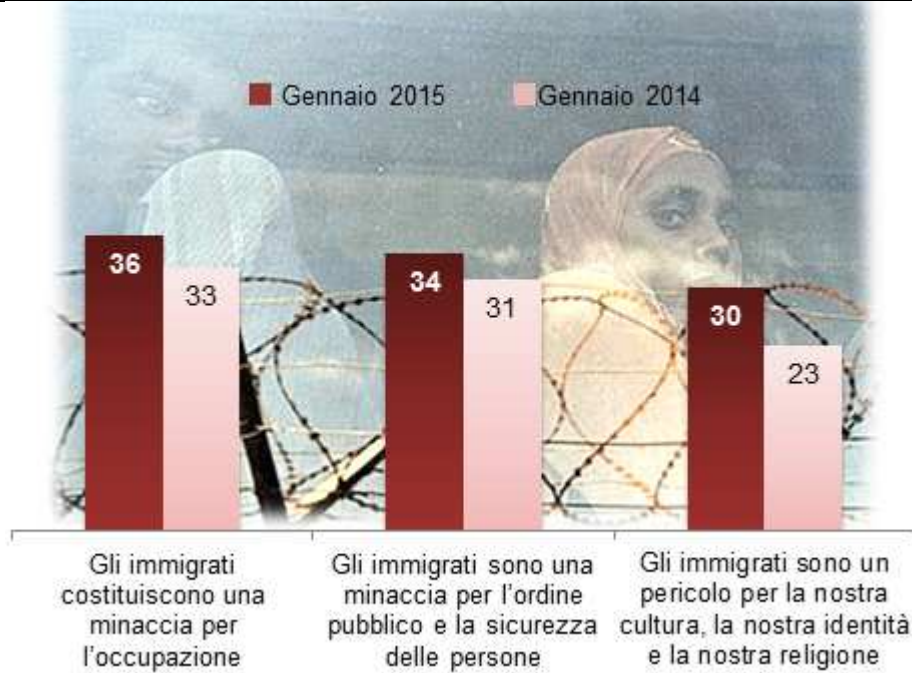 Gennaio 2015 Gennaio 2014
36 33 34 31 30 23
Gli immigrati
costituiscono una
minaccia per
l'occupazione
Gli immigrati sono una
minaccia per l'ordine
pubblico e la sicurezza
delle persone
Gli immigrati sono un
pericolo per la nostra
cultura, la nostra identità
e la nostra religione